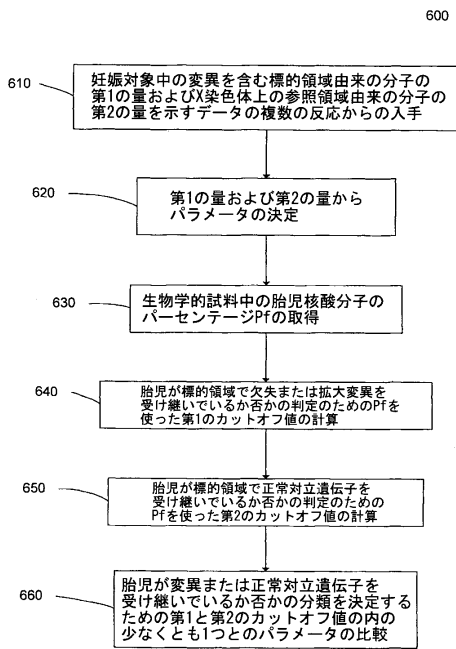 600
610
妊娠対象中の変異を含む標的領域由来の分子の
第1の量およびX染色体上の参照領域由来の分子の
第2の量を示すデータの複数の反応からの入手
620
第1の量および第2の量から
パラメータの決定
630
生物学的試料中の胎児核酸分子の
パーセンテージPfの取得
640
胎児が標的領域で欠失または拡大変異を
受け継いでいるか否かの判定のためのPfを
使った第1のカットオフ値の計算
650
胎児が標的領域で正常対立遺伝子を
受け継いでいるか否かの判定のための
Pfを使った第2のカットオフ値の計算
660
胎児が変異または正常対立遺伝子を
受け継いでいるか否かの分類を決定する
ための第1と第2のカットオフ値の内の
少なくとも1つとのパラメータの比較